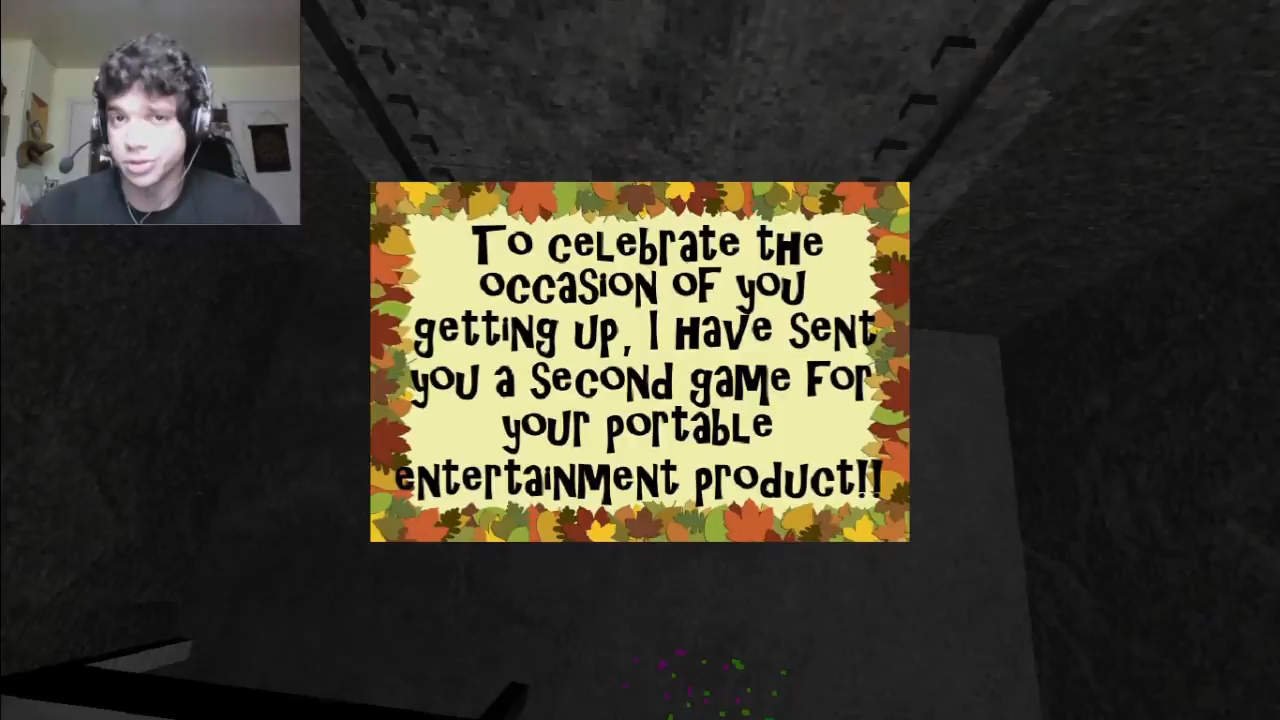 To celebrate the
occasion of you
getting up, I have sent
you a second game for
your portable
entertainment product!!